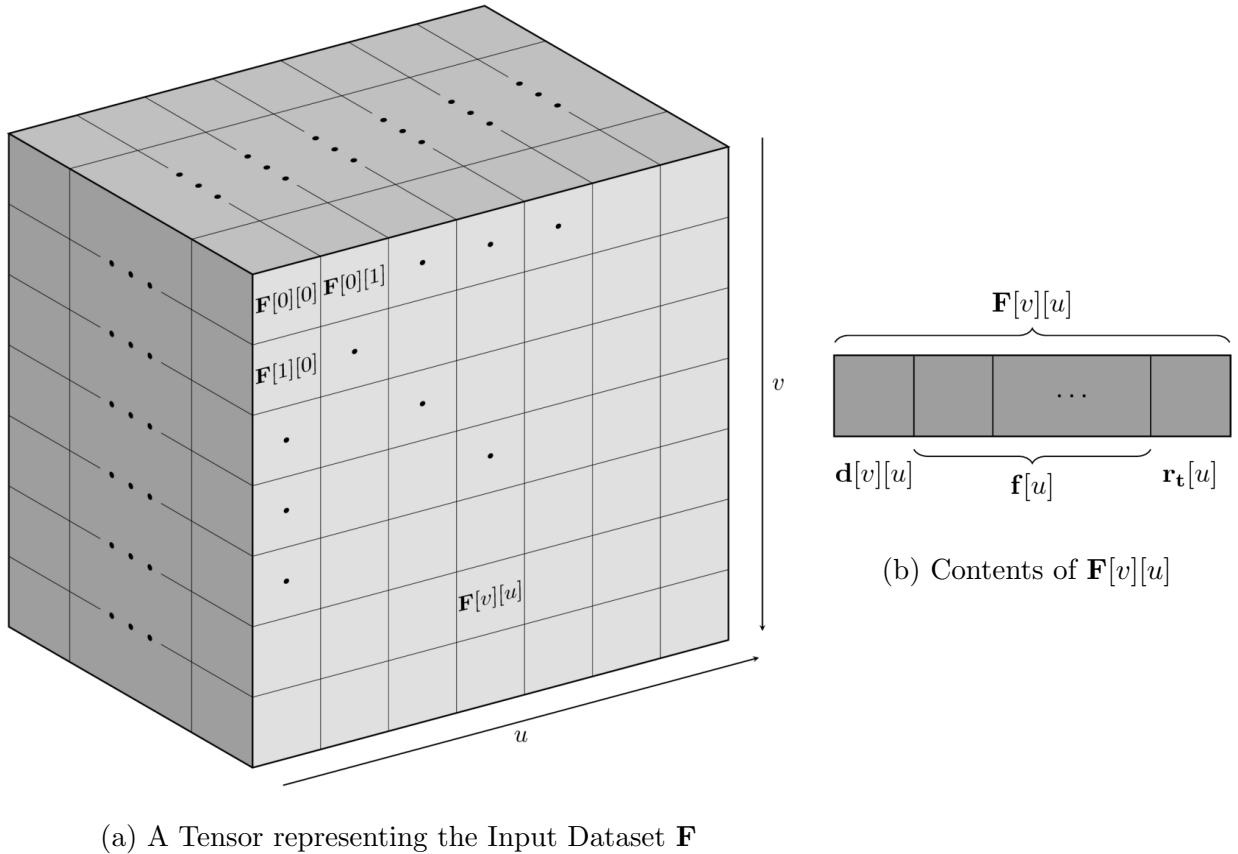 F[0][0] F[0][1]
F[1][0]
F[v][u]
v
u
(a) A Tensor representing the Input Dataset F
F[v][u]
...
d[v][u]
f[u]
r_t[u]
(b) Contents of F[v][u]